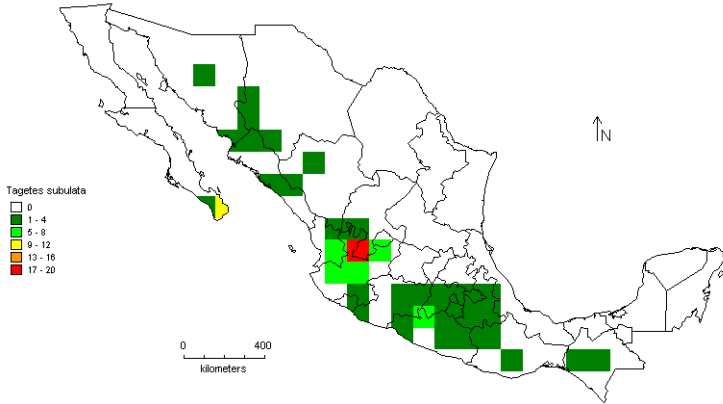 N
Tagetes subulata
0
1 - 4
5 - 8
9 - 12
13 - 16
17 - 20
0 400
kilometers